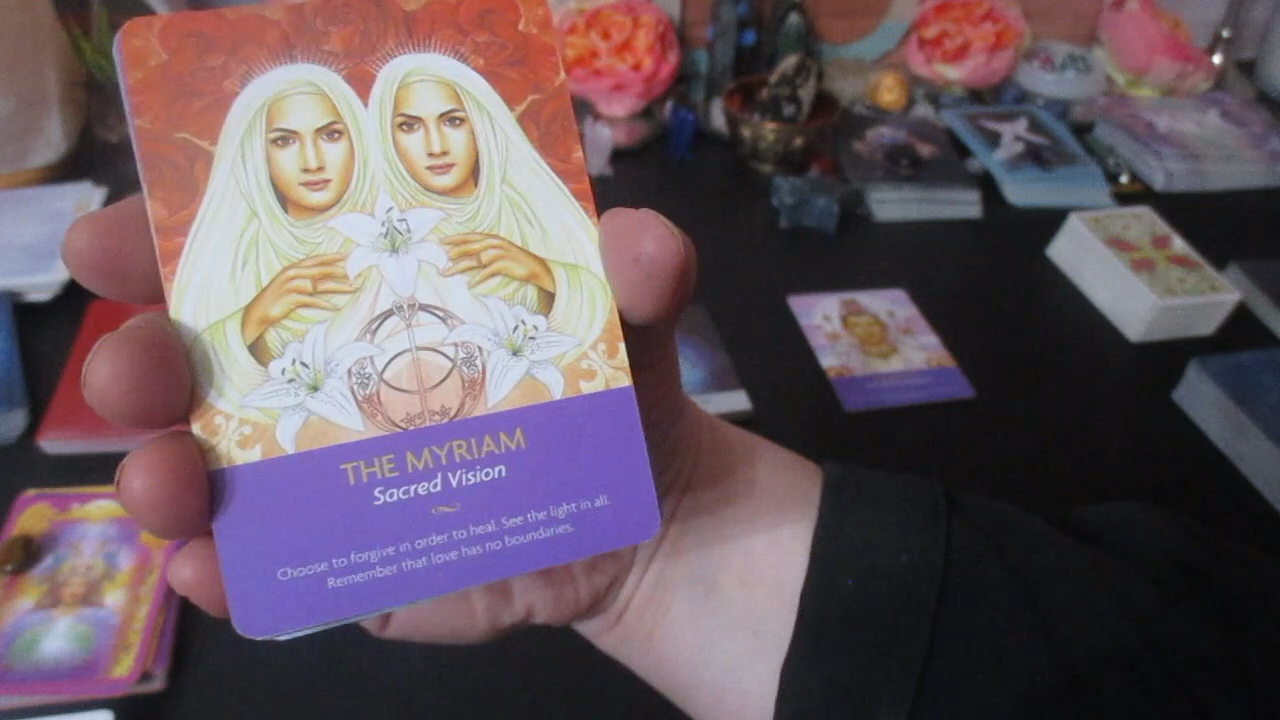 THE MYRIAM
Sacred Vision
Choose to forgive in order to heal. See the light in all.
Remember that love has no boundaries.